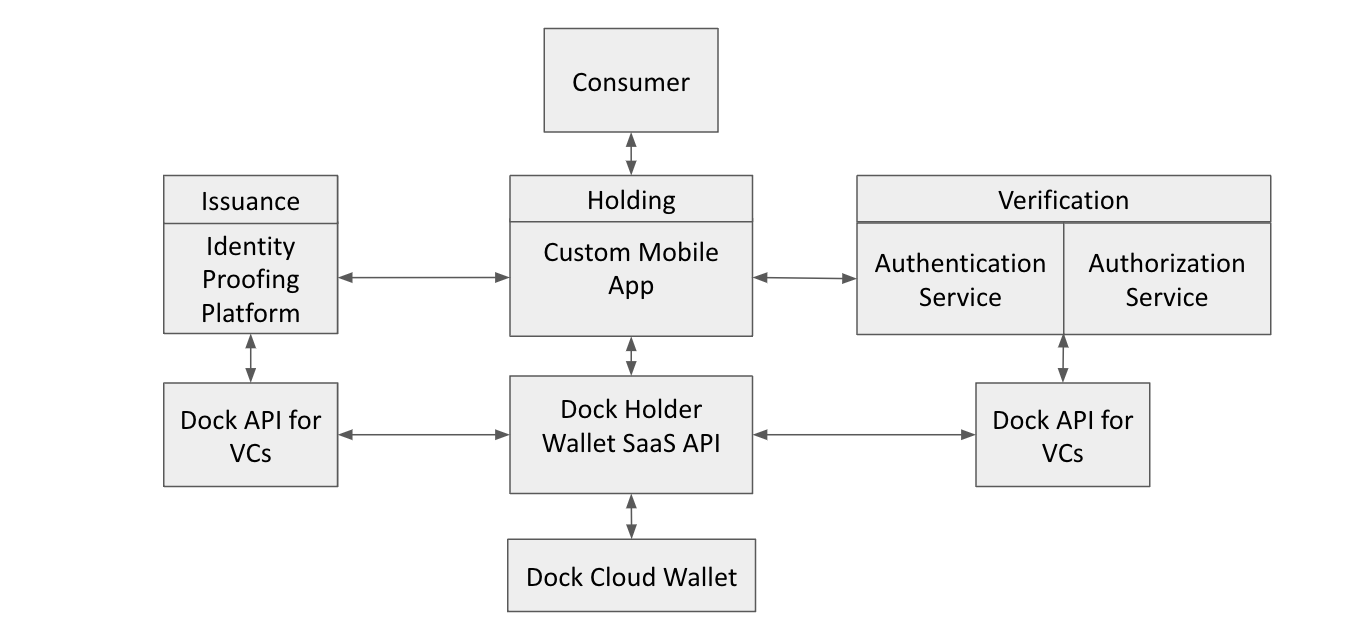 Consumer
Issuance
Identity
Proofing
Platform
Holding
Custom Mobile
App
Verification
Authentication
Service
Authorization
Service
Dock API for
VCs
Dock Holder
Wallet SaaS API
Dock API for
VCs
Dock Cloud Wallet